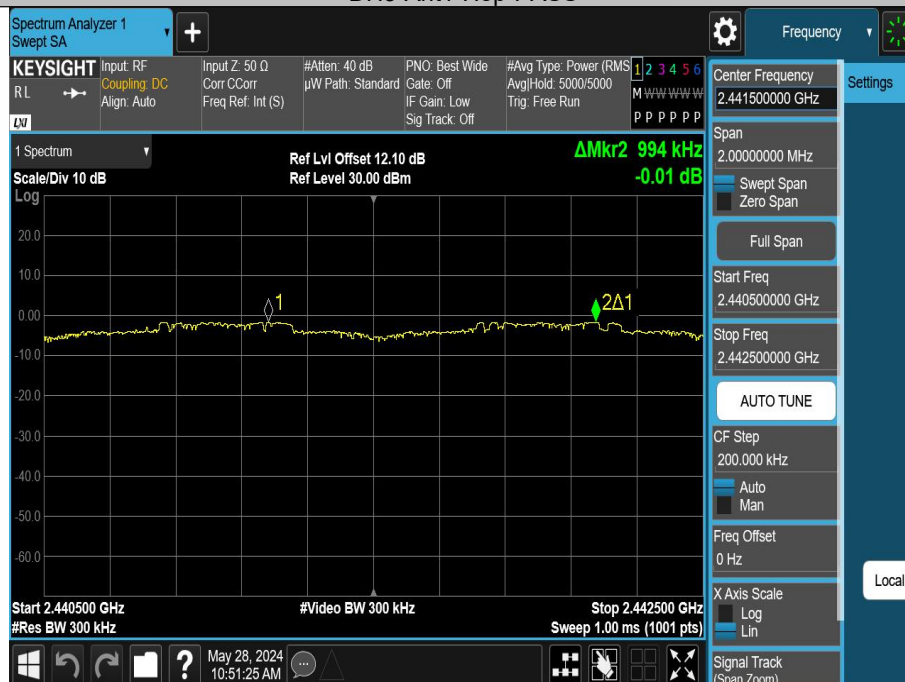 Spectrum Analyzer 1
Swept SA
+
Frequency
KEYSIGHT
RL
LXI
Input: RF
Coupling: DC
Align: Auto
Input Z: 50 Ω
Corr CCorr
Freq Ref: Int (S)
#Atten: 40 dB
µW Path: Standard
PNO: Best Wide
Gate: Off
IF Gain: Low
Sig Track: Off
#Avg Type: Power (RMS
Avg|Hold: 5000/5000
Trig: Free Run
1 2 3 4 5 6
M W W W W W
P P P P P P
1 Spectrum
Scale/Div 10 dB
Log
Ref Lvl Offset 12.10 dB
Ref Level 30.00 dBm
ΔMkr2 994 kHz
-0.01 dB
20.0
10.0
0.00
-10.0
-20.0
-30.0
-40.0
-50.0
-60.0
1
2Δ1
Start 2.440500 GHz
#Res BW 300 kHz
#Video BW 300 kHz
Stop 2.442500 GHz
Sweep 1.00 ms (1001 pts)
Center Frequency
2.441500000 GHz
Settings
Span
2.00000000 MHz
Swept Span
Zero Span
Full Span
Start Freq
2.440500000 GHz
Stop Freq
2.442500000 GHz
AUTO TUNE
CF Step
200.000 kHz
Auto
Man
Freq Offset
0 Hz
X Axis Scale
Log
Lin
Local
Signal Track
(Span Zoom)
?
May 28, 2024
10:51:25 AM